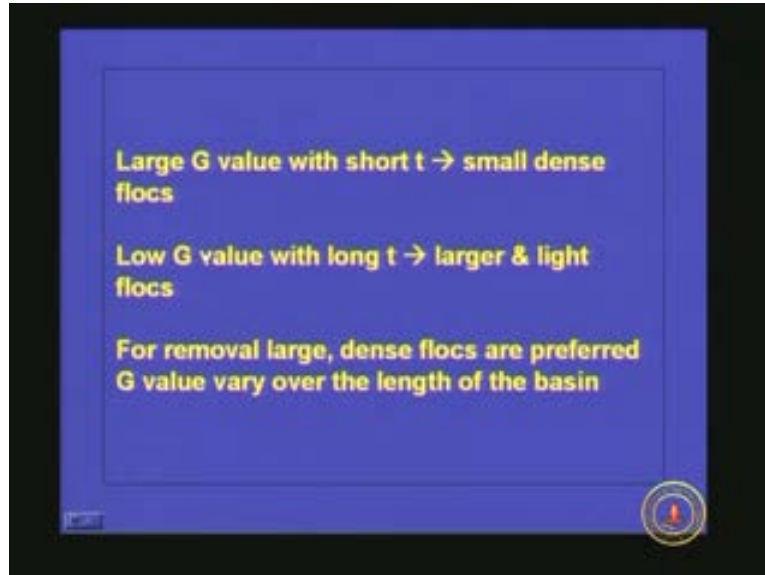 Large G value with short t → small dense
flocs
Low G value with long t → larger & light
flocs
For removal large, dense flocs are preferred
G value vary over the length of the basin